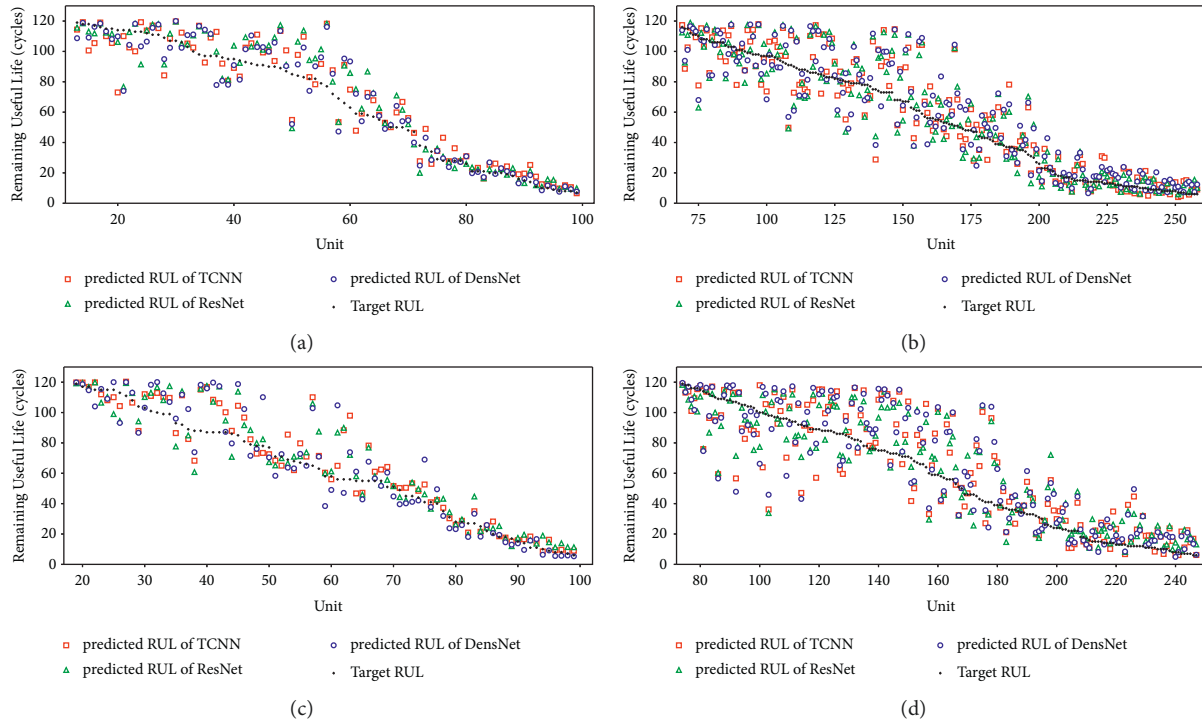 Remaining Useful Life (cycles)
120
100
80
60
40
20
0
20 40 60 80 100
Unit
predicted RUL of TCNN
predicted RUL of DensNet
predicted RUL of ResNet
Target RUL
(a)
Remaining Useful Life (cycles)
120
100
80
60
40
20
0
75 100 125 150 175 200 225 250
Unit
predicted RUL of TCNN
predicted RUL of DensNet
predicted RUL of ResNet
Target RUL
(b)
Remaining Useful Life (cycles)
120
100
80
60
40
20
0
20 30 40 50 60 70 80 90 100
Unit
predicted RUL of TCNN
predicted RUL of DensNet
predicted RUL of ResNet
Target RUL
(c)
Remaining Useful Life (cycles)
120
100
80
60
40
20
0
80 100 120 140 160 180 200 220 240
Unit
predicted RUL of TCNN
predicted RUL of DensNet
predicted RUL of ResNet
Target RUL
(d)